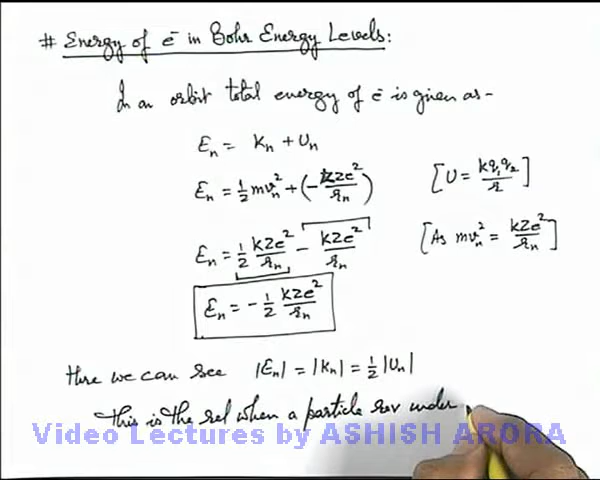 # Energy of e⁻ in Bohr Energy Levels:
In an orbit total energy of e⁻ is given as -
Eₙ = Kₙ + Uₙ
Eₙ = ½ mvₙ² + (- kze²/rₙ) [U = kq₁q₂/r]
Eₙ = ½ kze²/rₙ - kze²/rₙ [As mvₙ² = kze²/rₙ]
Eₙ = - ½ kze²/rₙ
Here we can see |Eₙ| = |Kₙ| = ½ |Uₙ|
This is the rel when a particle rev under
Video Lectures by ASHISH ARORA